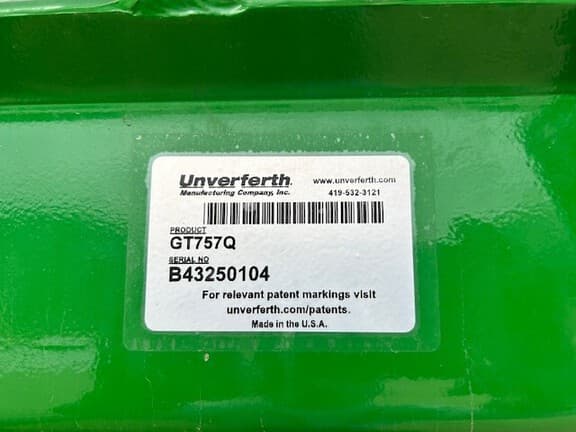 Unverferth
Manufacturing Company, Inc.
www.unverferth.com
419-532-3121
PRODUCT
GT757Q
SERIAL NO
B43250104
For relevant patent markings visit
unverferth.com/patents.
Made in the U.S.A.